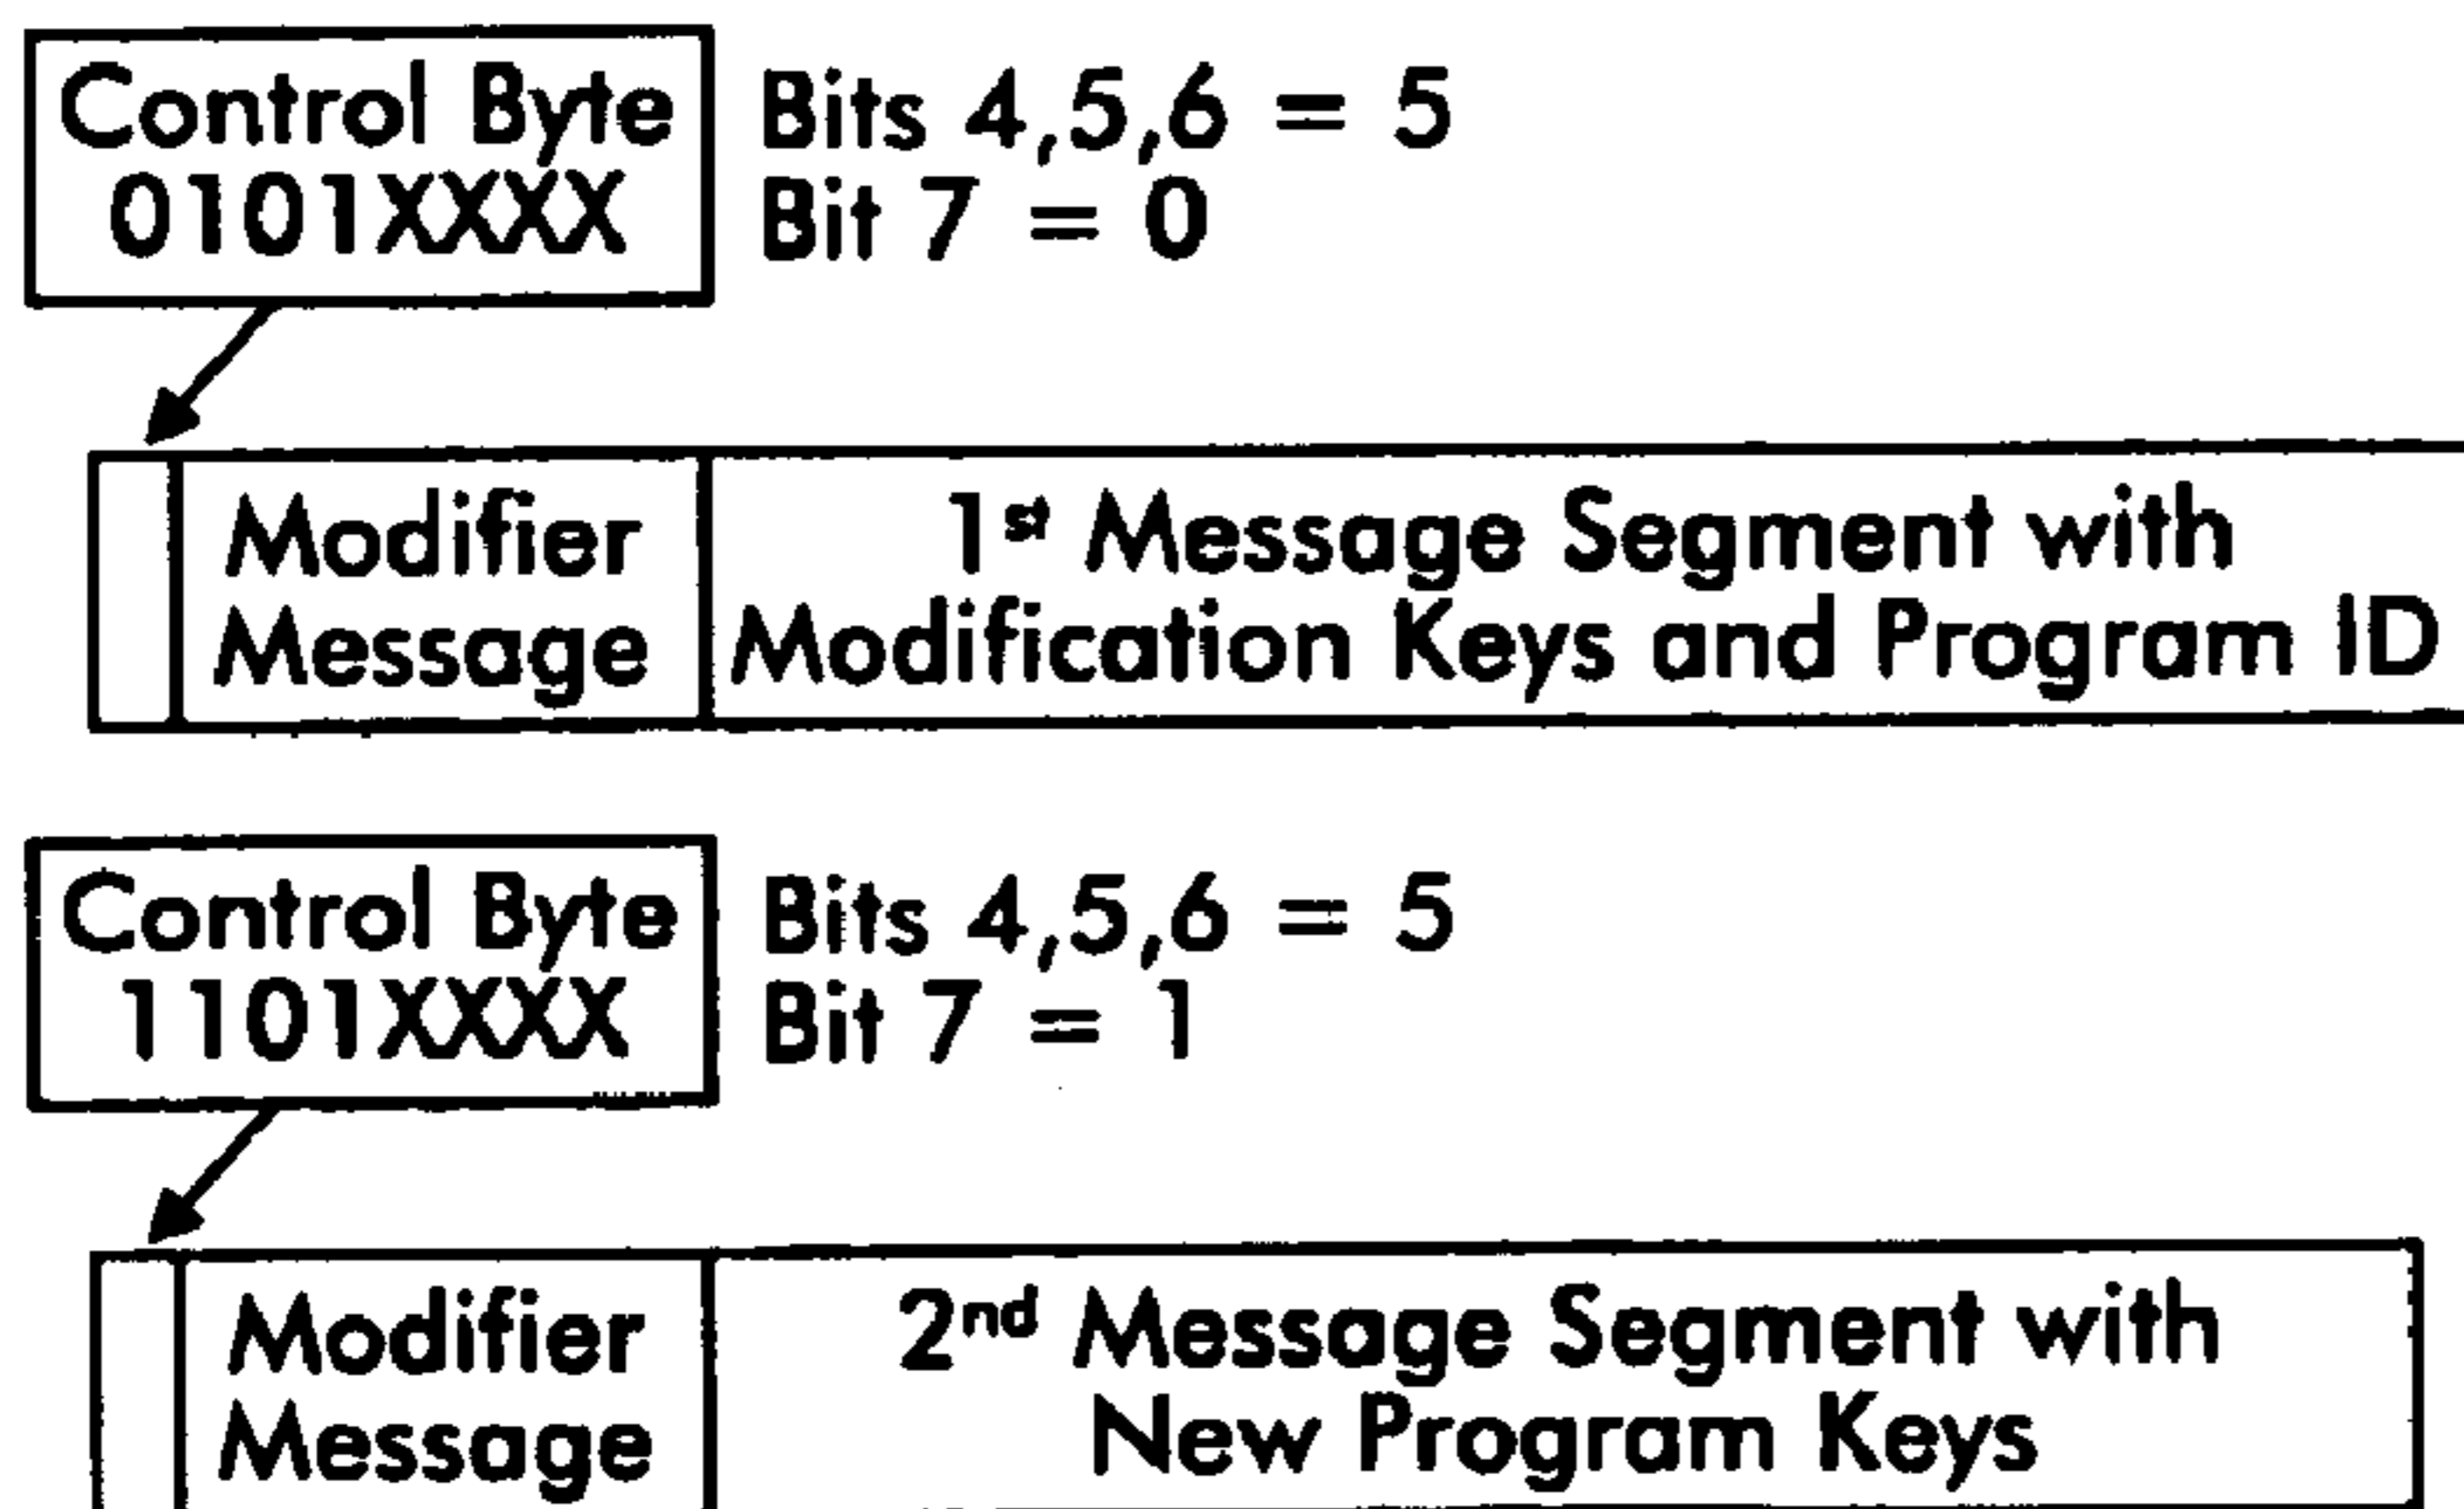 Control Byte
0101XXXX
Bits 4,5,6 = 5
Bit 7 = 0
Modifier
Message
1st Message Segment with
Modification Keys and Program ID
Control Byte
1101XXXX
Bits 4,5,6 = 5
Bit 7 = 1
Modifier
Message
2nd Message Segment with
New Program Keys